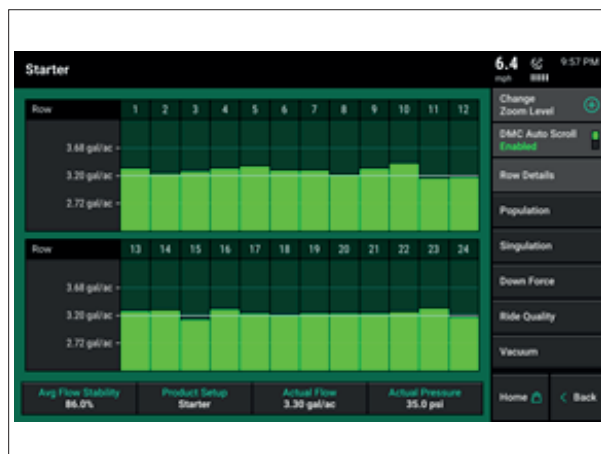 Starter
6.4
mph
9:57 PM
Row 1 2 3 4 5 6 7 8 9 10 11 12
3.68 gal/ac
3.20 gal/ac
2.72 gal/ac
Row 13 14 15 16 17 18 19 20 21 22 23 24
3.68 gal/ac
3.20 gal/ac
2.72 gal/ac
Avg Flow Stability
86.0%
Product Setup
Starter
Actual Flow
3.30 gal/ac
Actual Pressure
35.0 psi
Change
Zoom Level
DMC Auto Scroll
Enabled
Row Details
Population
Singulation
Down Force
Ride Quality
Vacuum
Home
Back